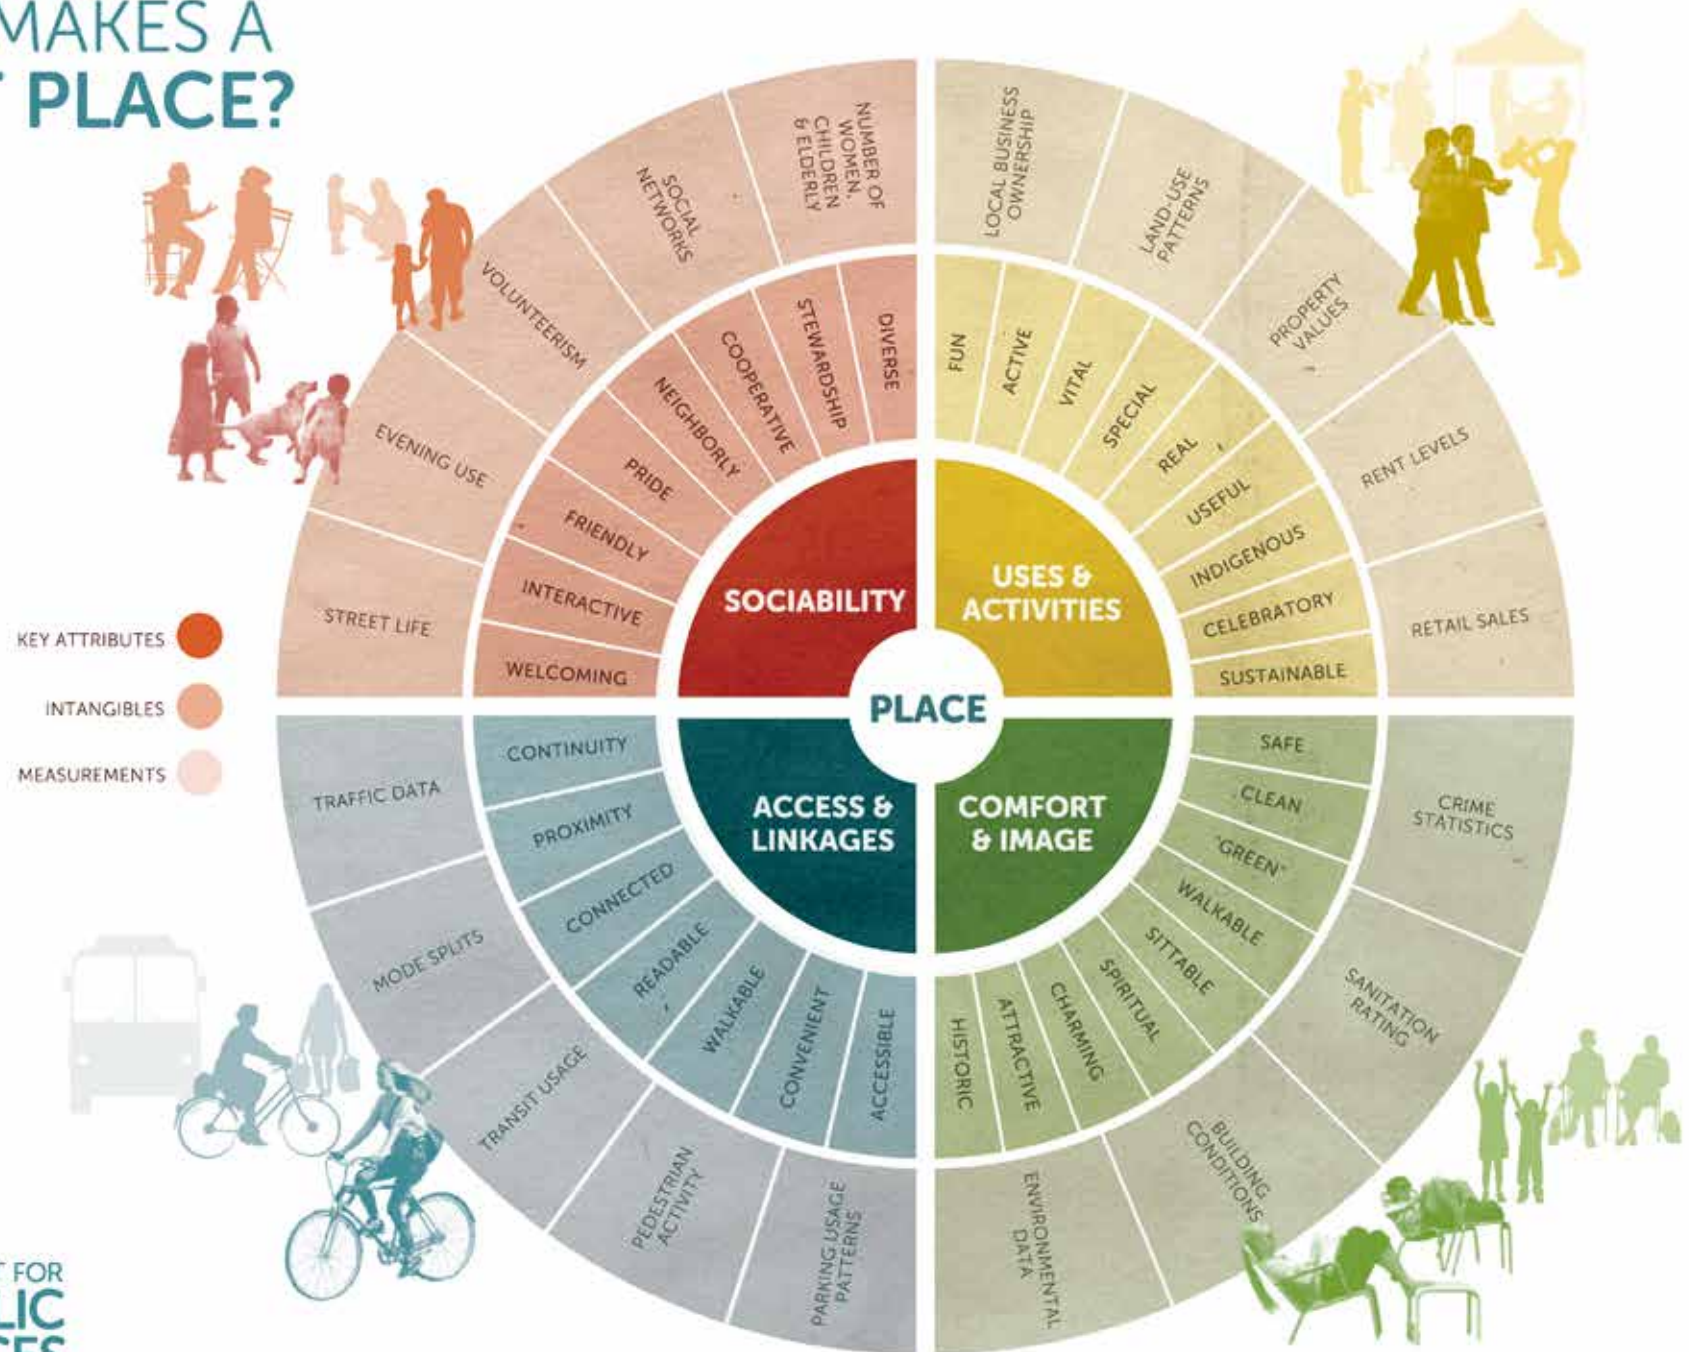 MAKES A
PLACE?
NUMBER OF
WOMEN,
CHILDREN
& ELDERLY
SOCIAL
NETWORKS
VOLUNTEERISM
EVENING USE
STREET LIFE
DIVERSE
STEWARDSHIP
COOPERATIVE
NEIGHBORLY
PRIDE
FRIENDLY
INTERACTIVE
WELCOMING
SOCIABILITY
LOCAL BUSINESS
OWNERSHIP
LAND-USE
PATTERNS
PROPERTY
VALUES
RENT LEVELS
RETAIL SALES
FUN
ACTIVE
VITAL
SPECIAL
REAL
USEFUL
INDIGENOUS
CELEBRATORY
SUSTAINABLE
USES &
ACTIVITIES
PLACE
KEY ATTRIBUTES
INTANGIBLES
MEASUREMENTS
ACCESS &
LINKAGES
CONTINUITY
PROXIMITY
CONNECTED
READABLE
WALKABLE
CONVENIENT
ACCESSIBLE
TRAFFIC DATA
MODE SPLITS
TRANSIT USAGE
PEDESTRIAN
ACTIVITY
PARKING USAGE
PATTERNS
COMFORT
& IMAGE
SAFE
CLEAN
"GREEN"
WALKABLE
SITTABLE
SPIRITUAL
CHARMING
ATTRACTIVE
HISTORIC
CRIME
STATISTICS
SANITATION
RATING
BUILDING
CONDITIONS
ENVIRONMENTAL
DATA
T FOR
LIC
CES